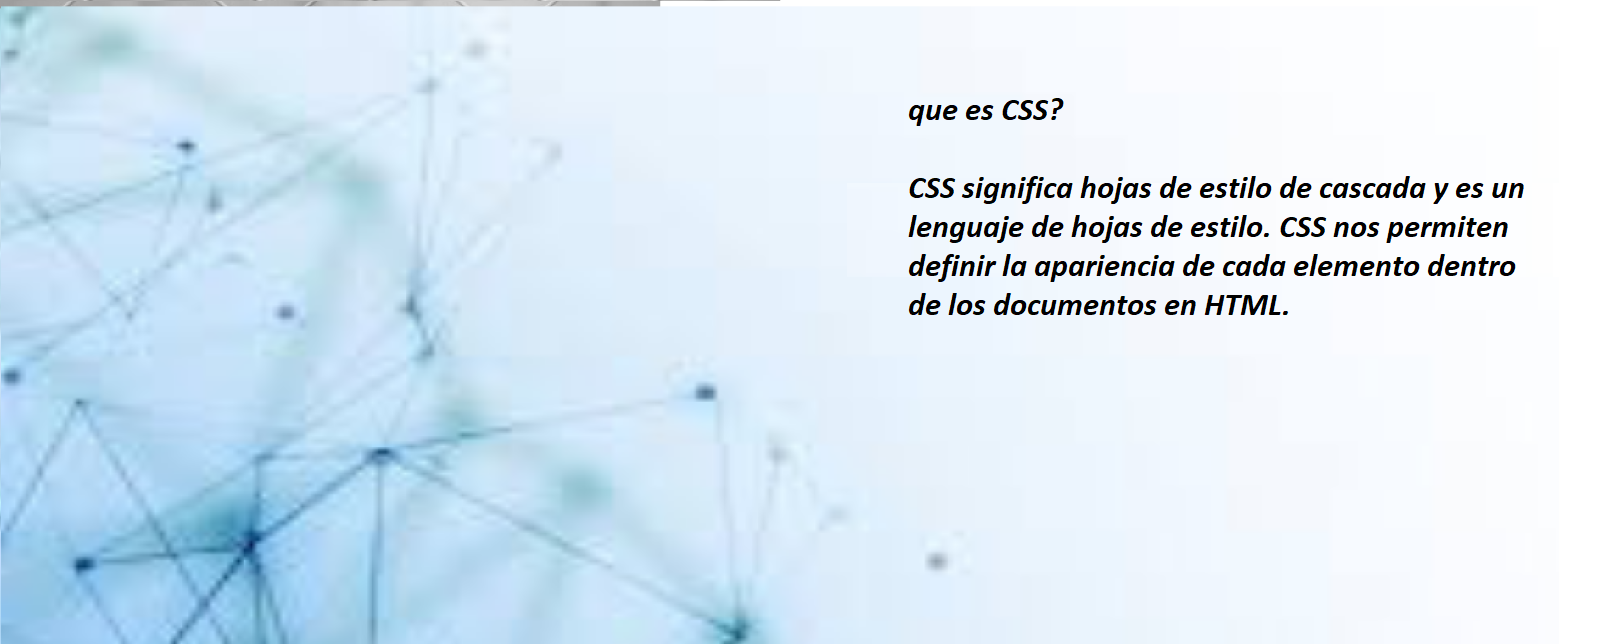 que es CSS?
CSS significa hojas de estilo de cascada y es un
lenguaje de hojas de estilo. CSS nos permiten
definir la apariencia de cada elemento dentro
de los documentos en HTML.